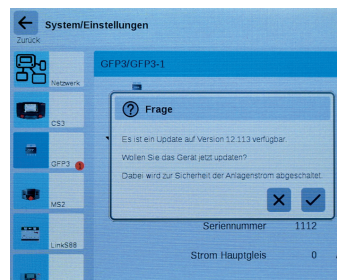 System/Einstellungen
Zurück
GFP3/GFP3-1
Netzwerk
Frage
CS3
Es ist ein Update auf Version 12.113 verfügbar.
Wollen Sie das Gerät jetzt updaten?
GFP3
Dabei wird zur Sicherheit der Anlagenstrom abgeschaltet.
MS2
Seriennummer 1112
LinkS88
Strom Hauptgleis 0